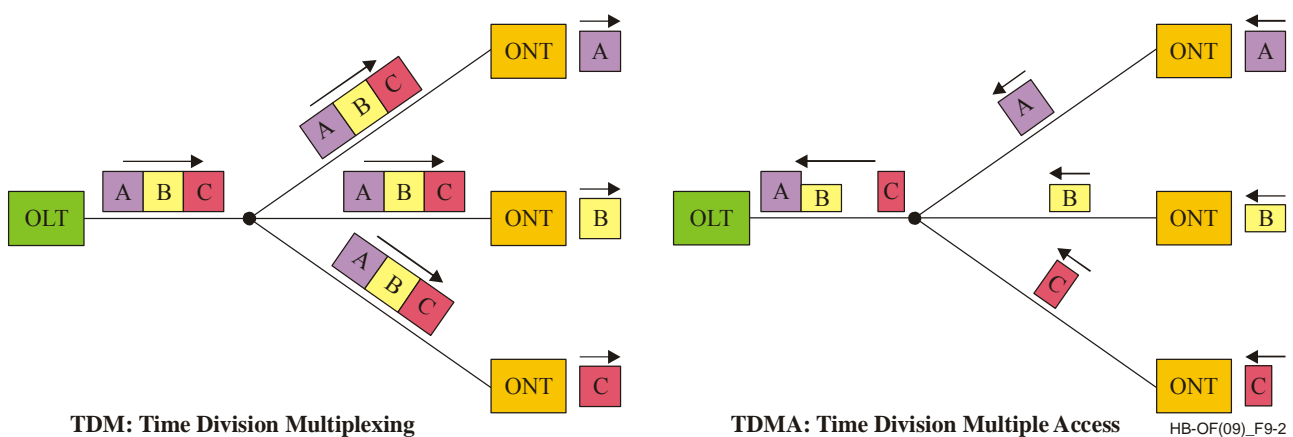 ONT A
A B C
A B C
A B C
OLT
ONT B
A B C
ONT C
TDM: Time Division Multiplexing
ONT A
A
A B C
B
OLT
ONT B
C
ONT C
TDMA: Time Division Multiple Access
HB-OF(09)_F9-2